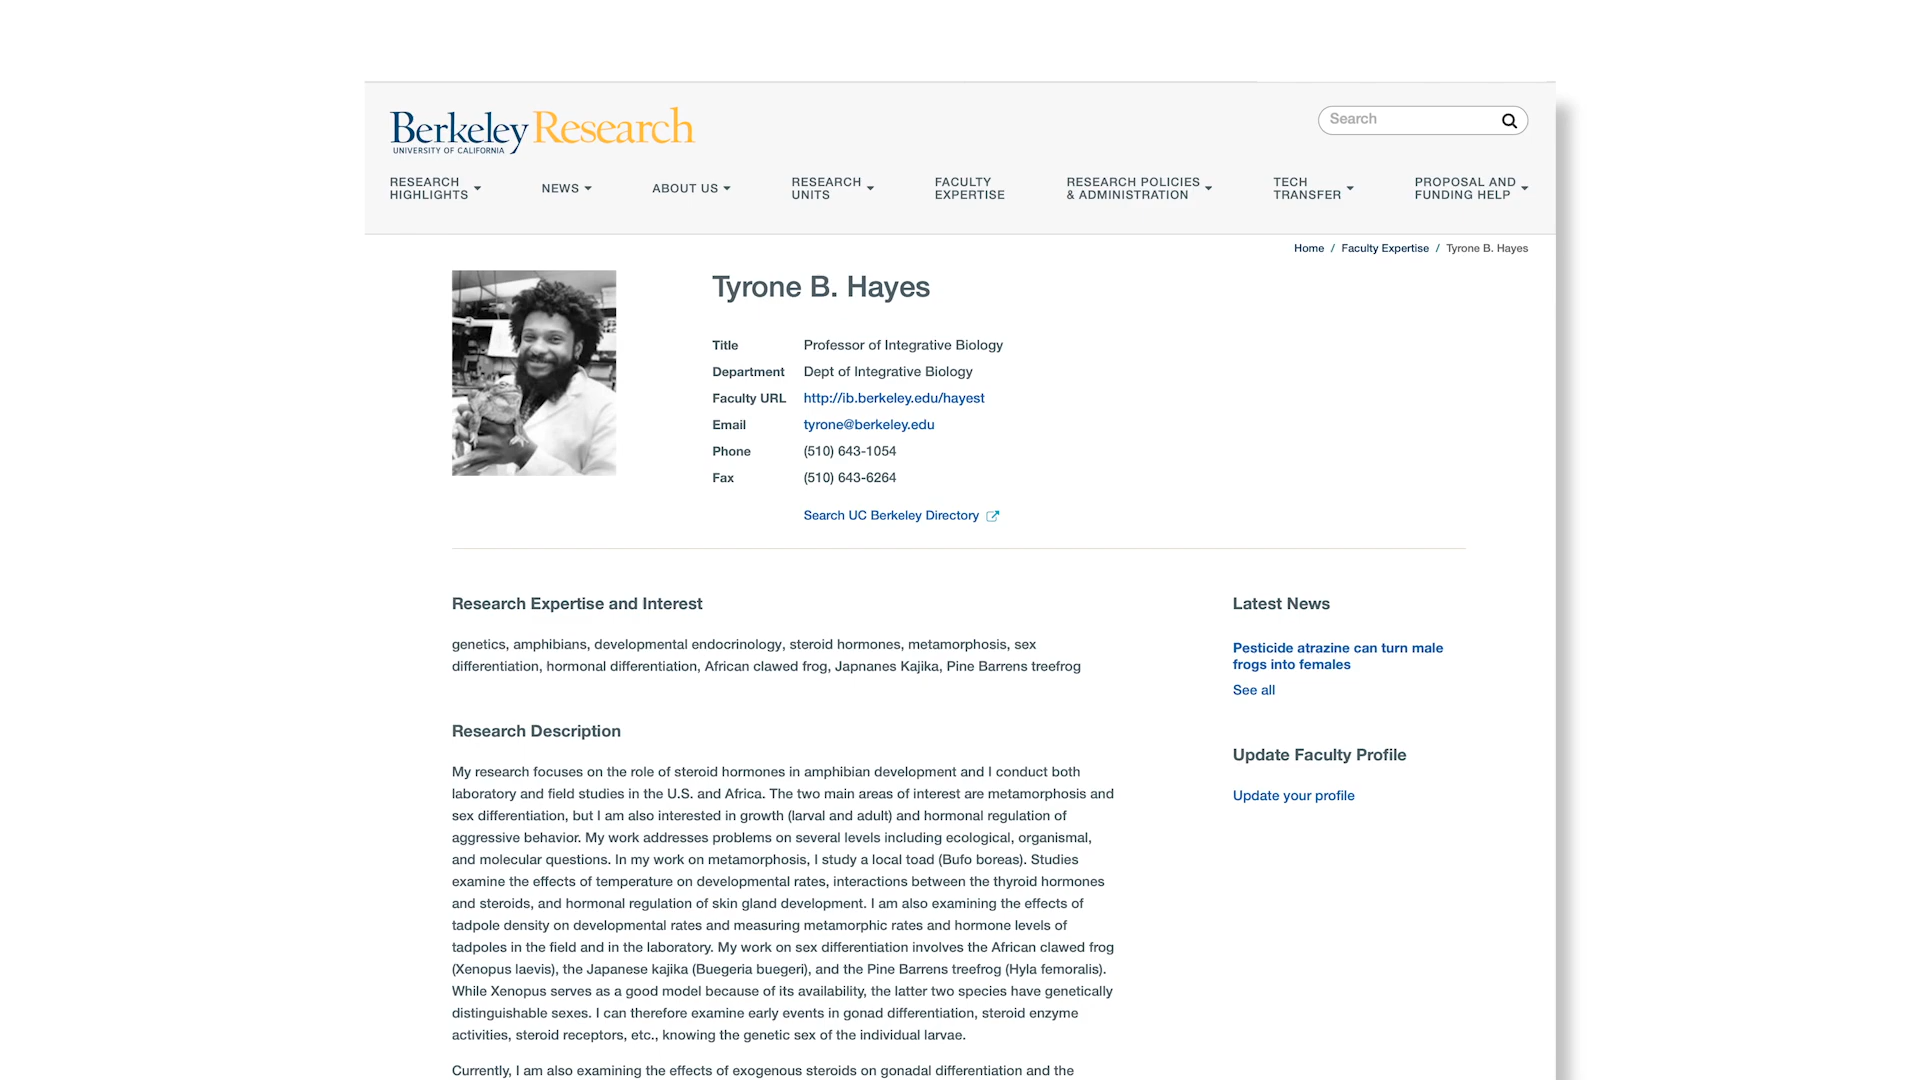 Berkeley Research
UNIVERSITY OF CALIFORNIA
Search
RESEARCH
HIGHLIGHTS
NEWS
ABOUT US
RESEARCH
UNITS
FACULTY
EXPERTISE
RESEARCH POLICIES
& ADMINISTRATION
TECH
TRANSFER
PROPOSAL AND
FUNDING HELP
Home / Faculty Expertise / Tyrone B. Hayes
Tyrone B. Hayes
Title Professor of Integrative Biology
Department Dept of Integrative Biology
Faculty URL http://ib.berkeley.edu/hayest
Email tyrone@berkeley.edu
Phone (510) 643-1054
Fax (510) 643-6264
Search UC Berkeley Directory
Research Expertise and Interest
genetics, amphibians, developmental endocrinology, steroid hormones, metamorphosis, sex
differentiation, hormonal differentiation, African clawed frog, Japnanes Kajika, Pine Barrens treefrog
Research Description
My research focuses on the role of steroid hormones in amphibian development and I conduct both
laboratory and field studies in the U.S. and Africa. The two main areas of interest are metamorphosis and
sex differentiation, but I am also interested in growth (larval and adult) and hormonal regulation of
aggressive behavior. My work addresses problems on several levels including ecological, organismal,
and molecular questions. In my work on metamorphosis, I study a local toad (Bufo boreas). Studies
examine the effects of temperature on developmental rates, interactions between the thyroid hormones
and steroids, and hormonal regulation of skin gland development. I am also examining the effects of
tadpole density on developmental rates and measuring metamorphic rates and hormone levels of
tadpoles in the field and in the laboratory. My work on sex differentiation involves the African clawed frog
(Xenopus laevis), the Japanese kajika (Buegeria buegeri), and the Pine Barrens treefrog (Hyla femoralis).
While Xenopus serves as a good model because of its availability, the latter two species have genetically
distinguishable sexes. I can therefore examine early events in gonad differentiation, steroid enzyme
activities, steroid receptors, etc., knowing the genetic sex of the individual larvae.
Currently, I am also examining the effects of exogenous steroids on gonadal differentiation and the
Latest News
Pesticide atrazine can turn male
frogs into females
See all
Update Faculty Profile
Update your profile